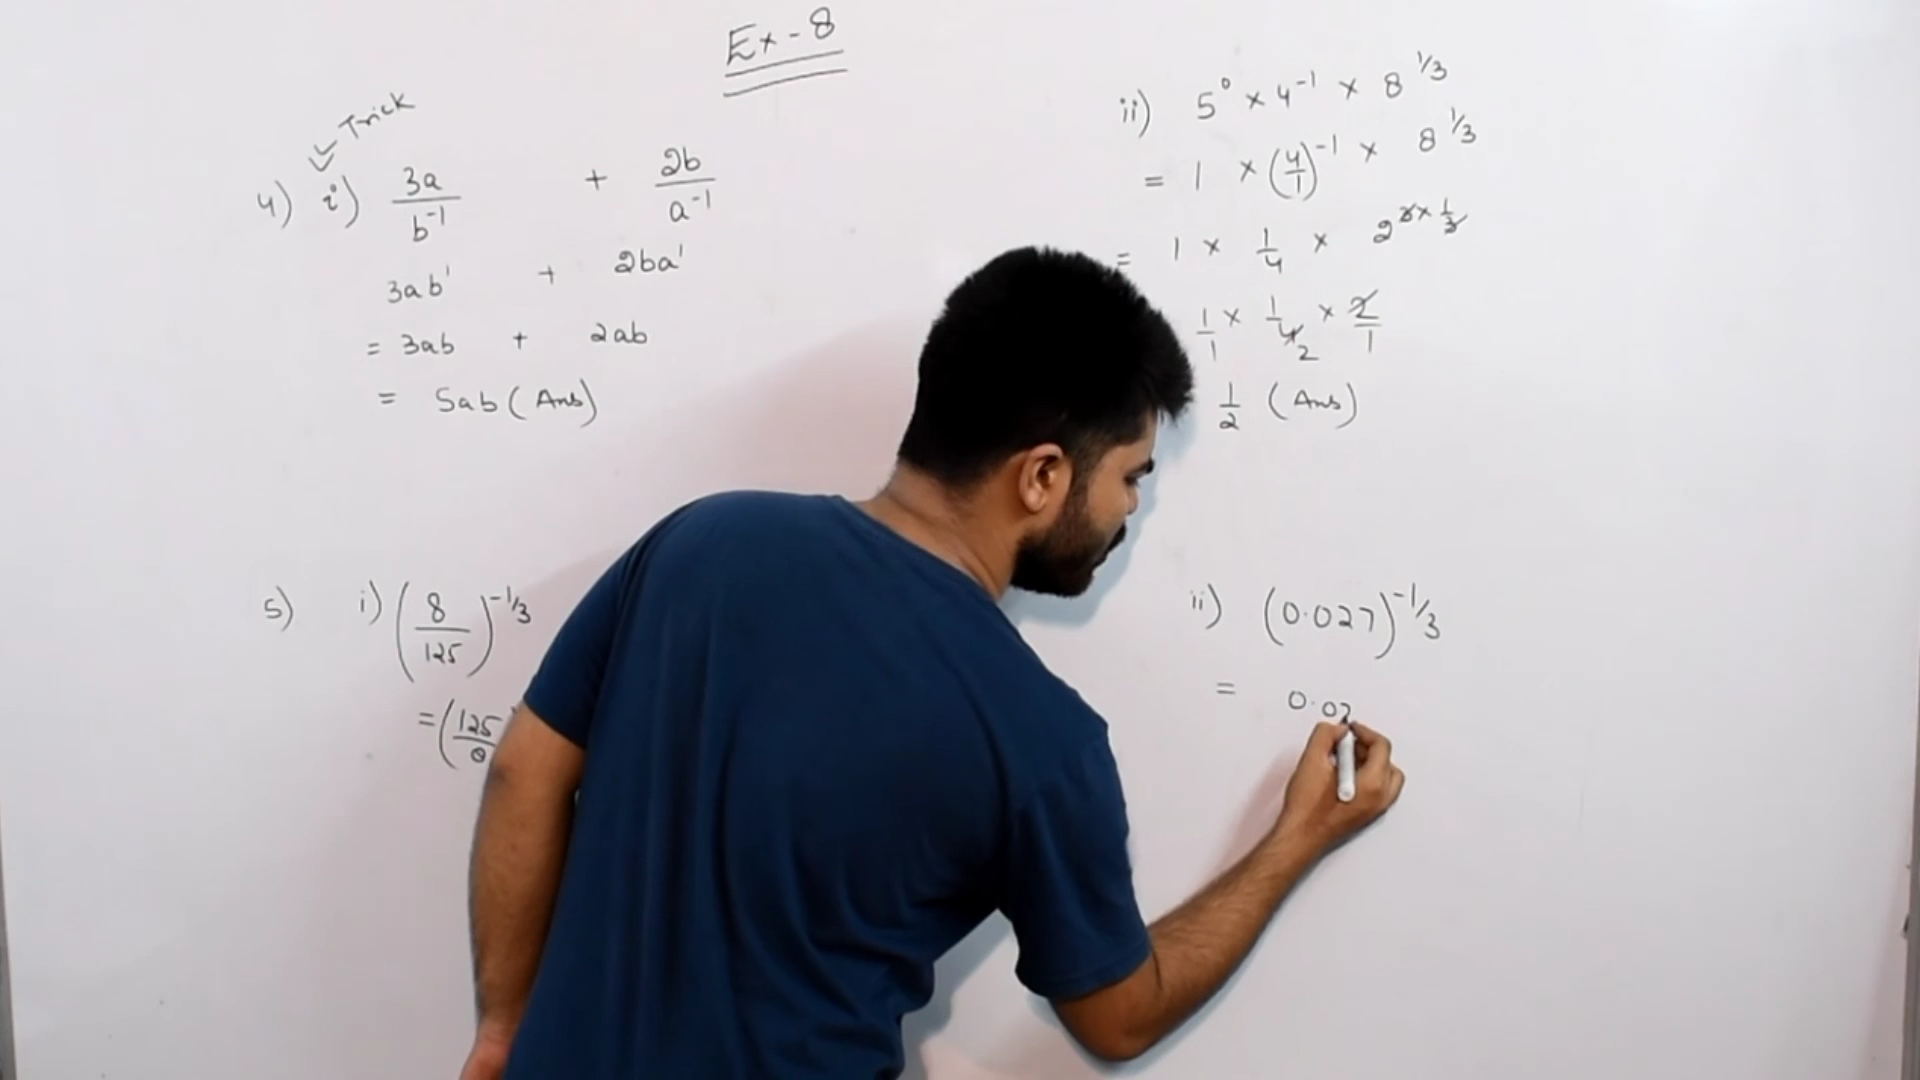 Ex-8
Trick
4) i) 3a/b⁻¹ + 2b/a⁻¹
3ab¹ + 2ba¹
= 3ab + 2ab
= 5ab (Ans)
ii) 5⁰ × 4⁻¹ × 8^1/3
= 1 × (4/1)⁻¹ × 8^1/3
= 1 × 1/4 × 2^3×1/3
1/1 × 1/4 2 × 2/1
1/2 (Ans)
5) i) (8/125)^-1/3
= (125/8
ii) (0.027)^-1/3
= 0.02